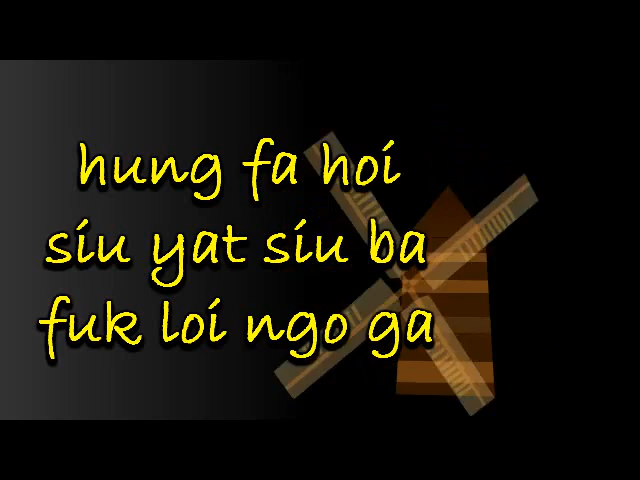 hung fa hoi
siu yat siu ba
fuk loi ngo ga